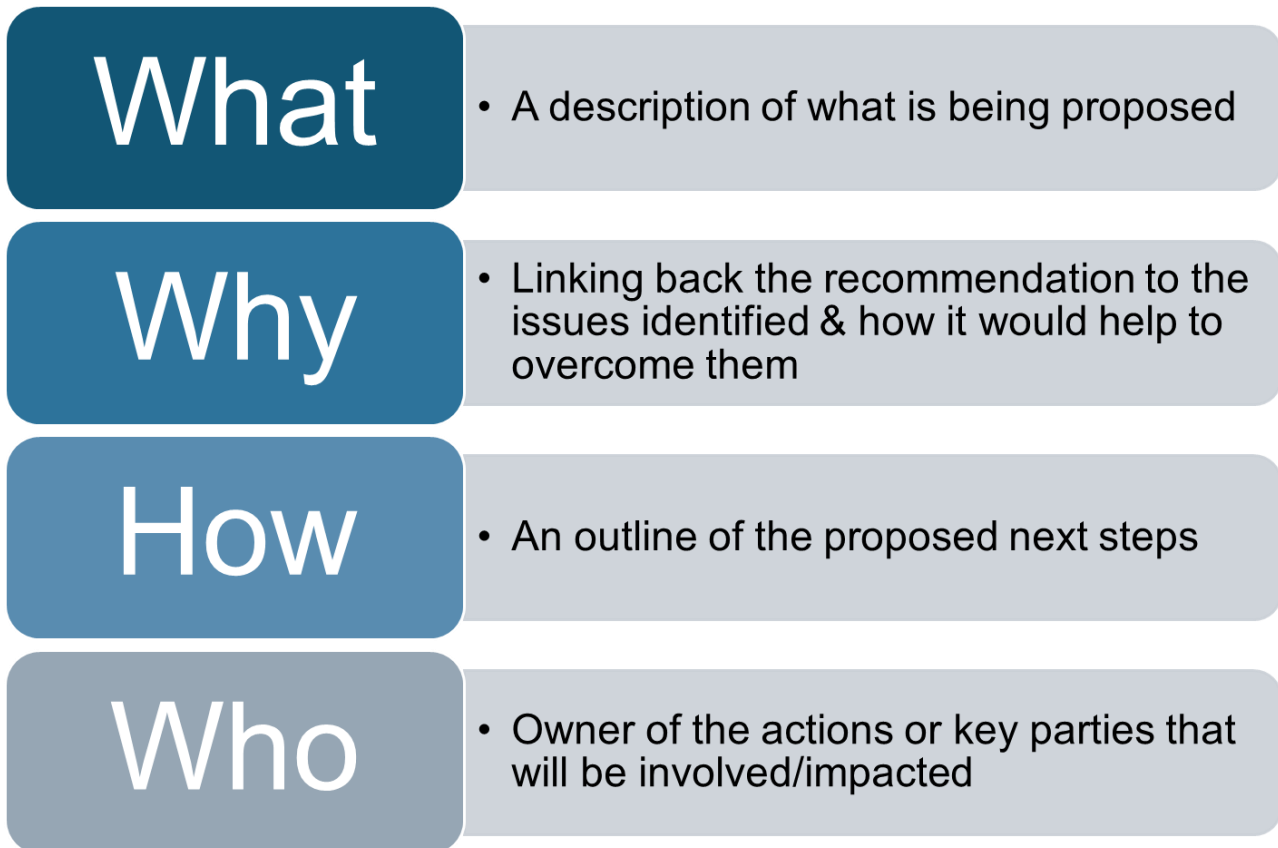 What
• A description of what is being proposed
Why
• Linking back the recommendation to the
issues identified & how it would help to
overcome them
How
• An outline of the proposed next steps
Who
• Owner of the actions or key parties that
will be involved/impacted